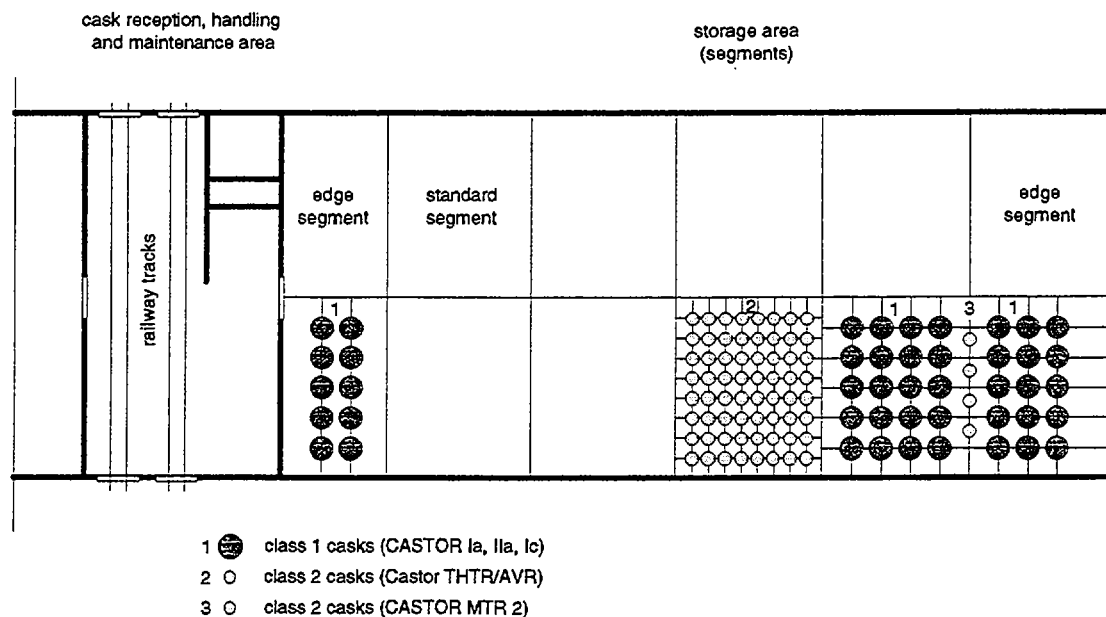 cask reception, handling
and maintenance area
storage area
(segments)
edge
segment
standard
segment
edge
segment
railway tracks
1
2
1
3
1
1 class 1 casks (CASTOR Ia, IIa, Ic)
2 class 2 casks (Castor THTR/AVR)
3 class 2 casks (CASTOR MTR 2)